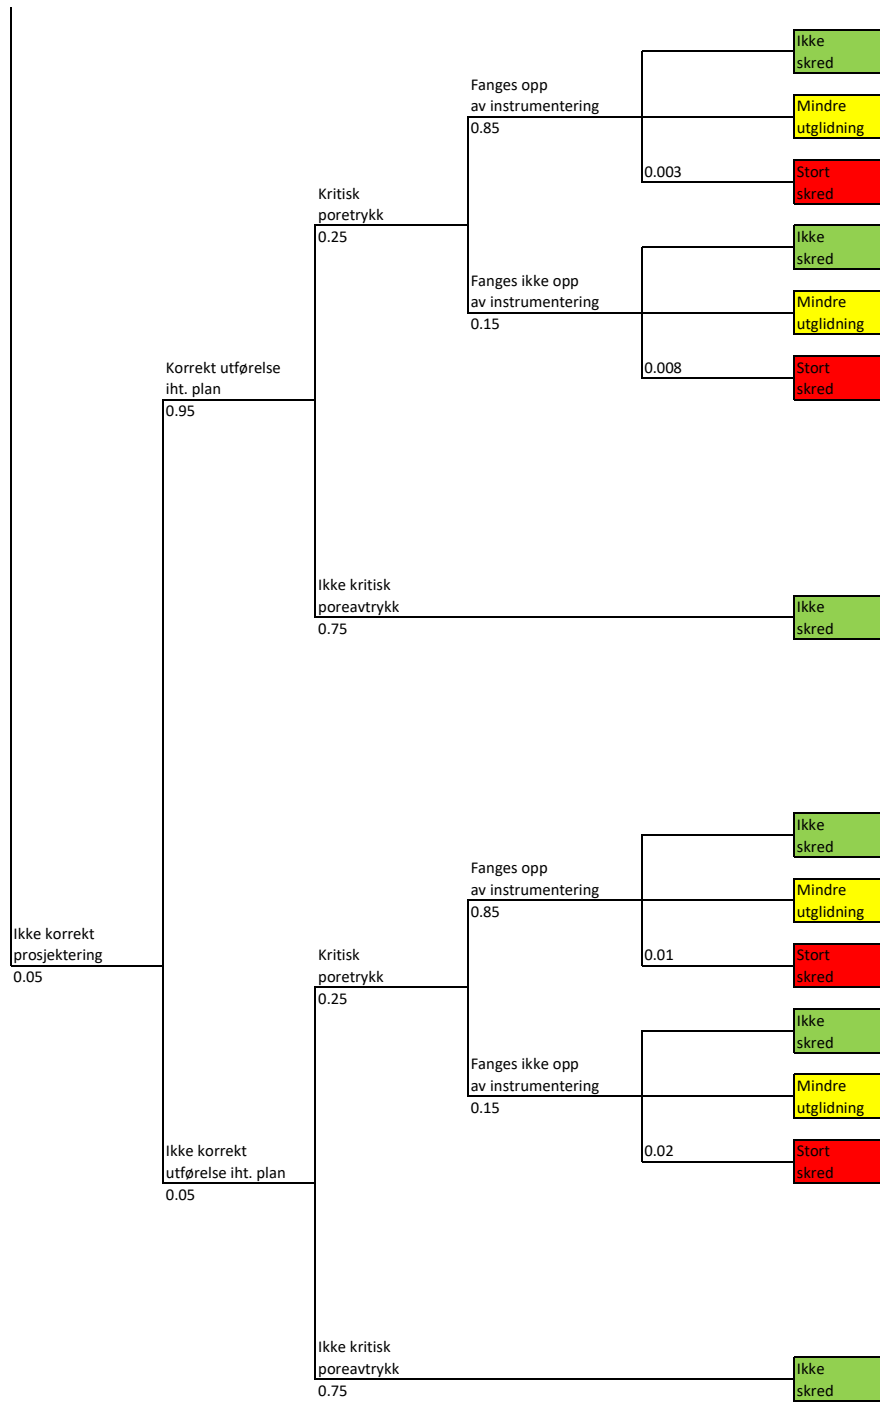 Ikke
skred
Fanges opp
av instrumentering
0.85
Mindre
utglidning
0.003
Stort
skred
Kritisk
poretrykk
0.25
Ikke
skred
Fanges ikke opp
av instrumentering
0.15
Mindre
utglidning
0.008
Stort
skred
Korrekt utførelse
iht. plan
0.95
Ikke kritisk
poreavtrykk
0.75
Ikke
skred
Ikke
skred
Fanges opp
av instrumentering
0.85
Mindre
utglidning
Ikke korrekt
prosjektering
0.05
Kritisk
poretrykk
0.25
0.01
Stort
skred
Ikke
skred
Fanges ikke opp
av instrumentering
0.15
Mindre
utglidning
0.02
Stort
skred
Ikke korrekt
utførelse iht. plan
0.05
Ikke kritisk
poreavtrykk
0.75
Ikke
skred